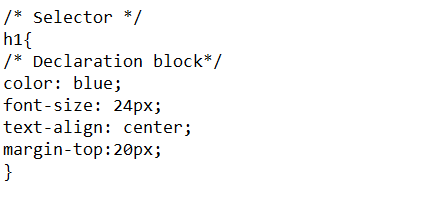 /* Selector */
h1{
/* Declaration block*/
color: blue;
font-size: 24px;
text-align: center;
margin-top:20px;
}